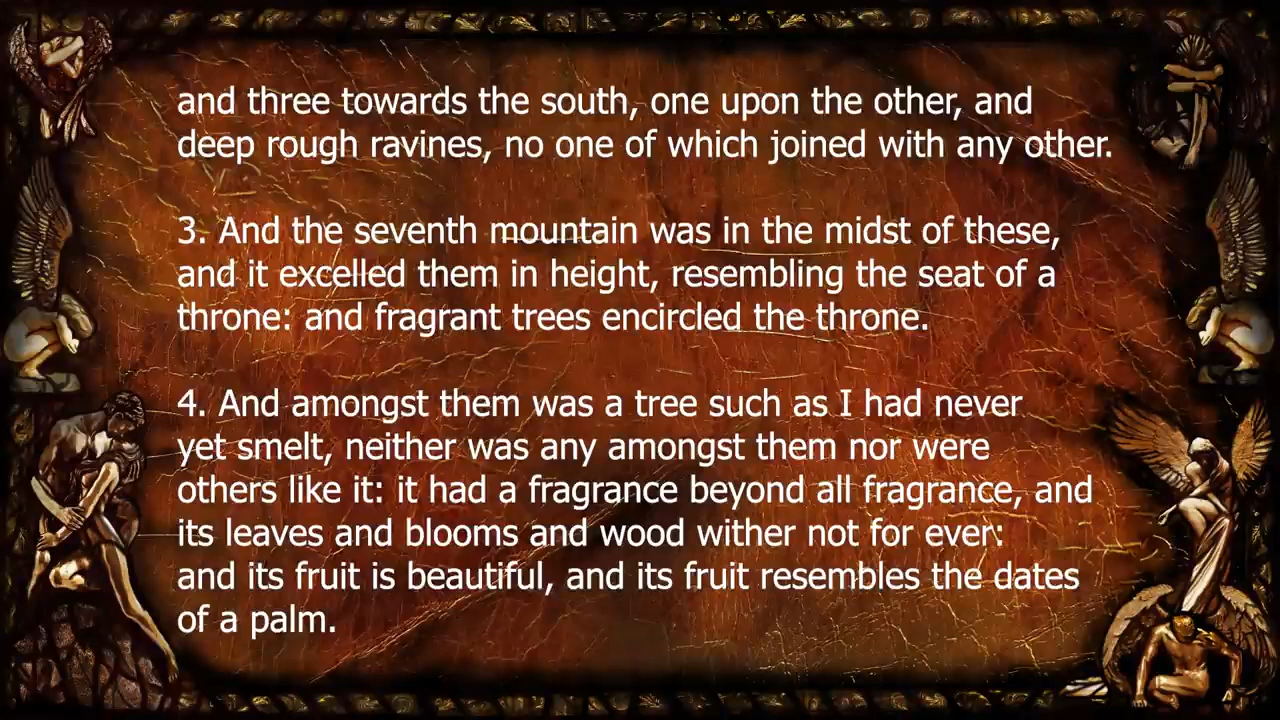 and three towards the south, one upon the other, and
deep rough ravines, no one of which joined with any other.
3. And the seventh mountain was in the midst of these,
and it excelled them in height, resembling the seat of a
throne: and fragrant trees encircled the throne.
4. And amongst them was a tree such as I had never
yet smelt, neither was any amongst them nor were
others like it: it had a fragrance beyond all fragrance, and
its leaves and blooms and wood wither not for ever:
and its fruit is beautiful, and its fruit resembles the dates
of a palm.